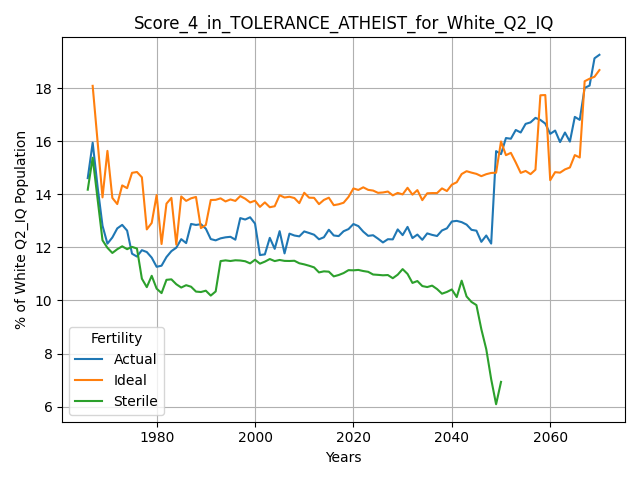 Score_4_in_TOLERANCE_ATHEIST_for_White_Q2_IQ
% of White Q2_IQ Population
18
16
14
12
10
8
6
Fertility
Actual
Ideal
Sterile
1980
2000
2020
2040
2060
Years